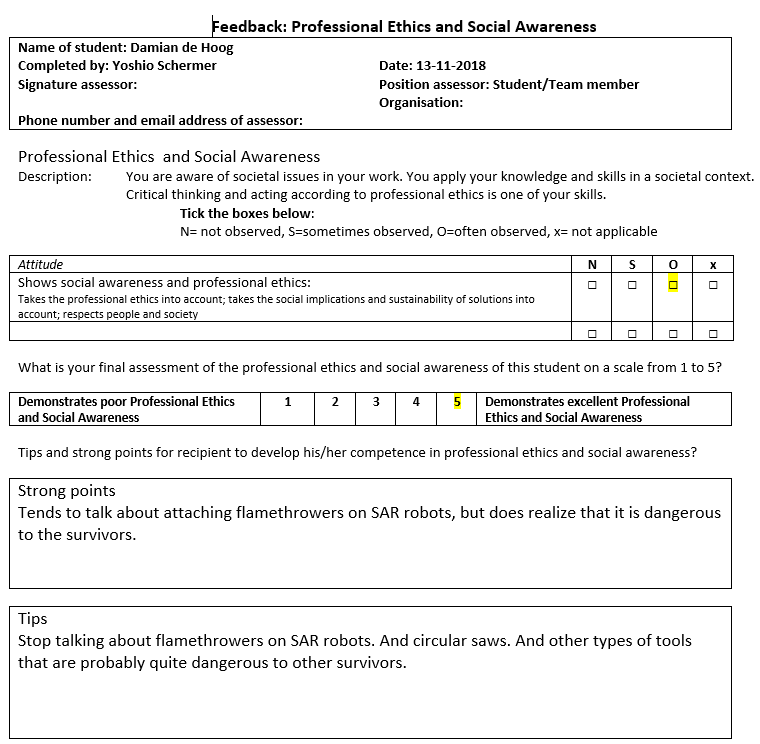 Feedback: Professional Ethics and Social Awareness
Name of student: Damian de Hoog
Completed by: Yoshio Schermer Date: 13-11-2018
Signature assessor: Position assessor: Student/Team member
Organisation:
Phone number and email address of assessor:
Professional Ethics and Social Awareness
Description: You are aware of societal issues in your work. You apply your knowledge and skills in a societal context.
Critical thinking and acting according to professional ethics is one of your skills.
Tick the boxes below:
N= not observed, S=sometimes observed, O=often observed, x= not applicable
Attitude N S O x
Shows social awareness and professional ethics: ☐ ☐ ☐ ☐
Takes the professional ethics into account; takes the social implications and sustainability of solutions into
account; respects people and society
☐ ☐ ☐ ☐
What is your final assessment of the professional ethics and social awareness of this student on a scale from 1 to 5?
Demonstrates poor Professional Ethics 1 2 3 4 5 Demonstrates excellent Professional
and Social Awareness Ethics and Social Awareness
Tips and strong points for recipient to develop his/her competence in professional ethics and social awareness?
Strong points
Tends to talk about attaching flamethrowers on SAR robots, but does realize that it is dangerous
to the survivors.
Tips
Stop talking about flamethrowers on SAR robots. And circular saws. And other types of tools
that are probably quite dangerous to other survivors.